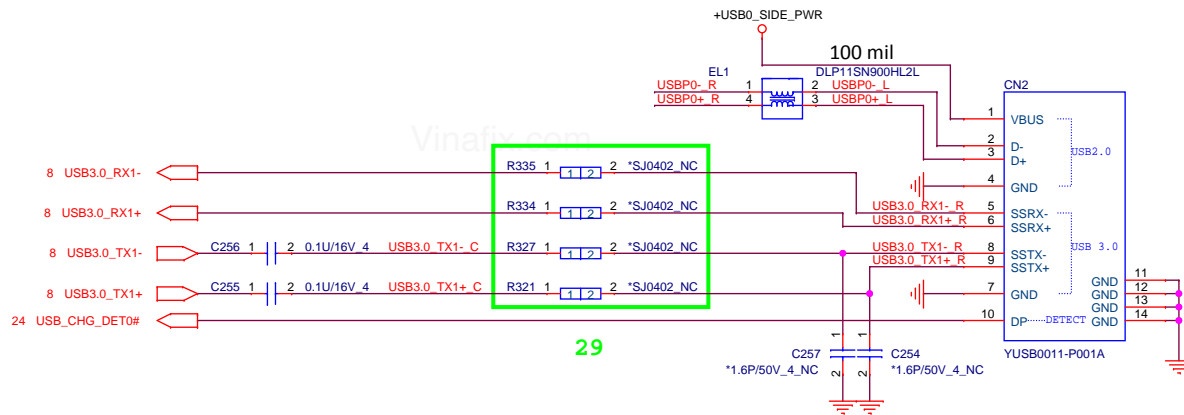 +USB0_SIDE_PWR
100 mil
EL1
DLP11SN900HL2L
CN2
USBP0-_R 1 2 USBP0-_L
USBP0+_R 4 3 USBP0+_L
1 VBUS
Vinafix.com
2 D-
USB2.0
3 D+
R335 1 1 2 2 *SJ0402_NC
8 USB3.0_RX1-
4 GND
R334 1 1 2 2 *SJ0402_NC
8 USB3.0_RX1+
USB3.0_RX1-_R 5 SSRX-
USB3.0_RX1+_R 6 SSRX+
8 USB3.0_TX1- C256 1 2 0.1U/16V_4 USB3.0_TX1-_C R327 1 1 2 2 *SJ0402_NC
USB3.0_TX1-_R 8 SSTX-
USB 3.0
USB3.0_TX1+_R 9 SSTX+
8 USB3.0_TX1+ C255 1 2 0.1U/16V_4 USB3.0_TX1+_C R321 1 1 2 2 *SJ0402_NC
7 GND
GND 11
GND 12
GND 13
GND 14
24 USB_CHG_DET0#
10 DP DETECT
29
1 1
C257 C254
*1.6P/50V_4_NC 2 2 *1.6P/50V_4_NC
YUSB0011-P001A